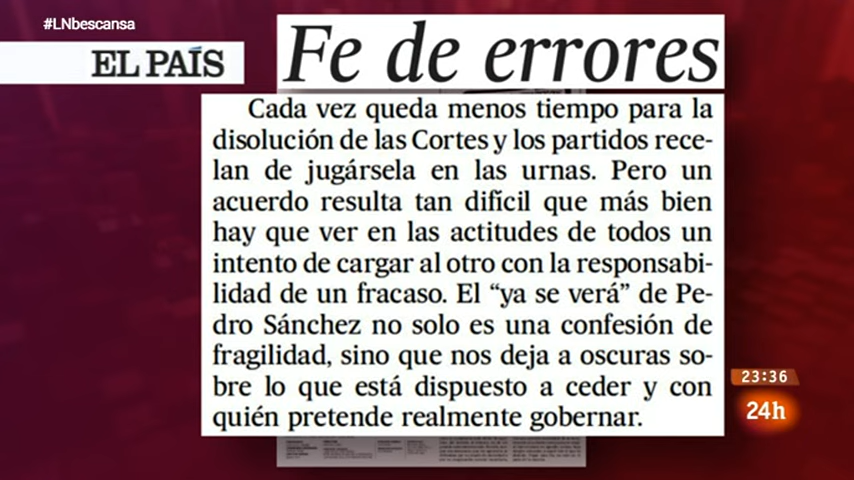 #LNbescansa
EL PAÍS
Fe de errores
Cada vez queda menos tiempo para la
disolución de las Cortes y los partidos rece-
lan de jugársela en las urnas. Pero un
acuerdo resulta tan difícil que más bien
hay que ver en las actitudes de todos un
intento de cargar al otro con la responsabi-
lidad de un fracaso. El “ya se verá” de Pe-
dro Sánchez no solo es una confesión de
fragilidad, sino que nos deja a oscuras so-
bre lo que está dispuesto a ceder y con
quién pretende realmente gobernar.
23:36
24h